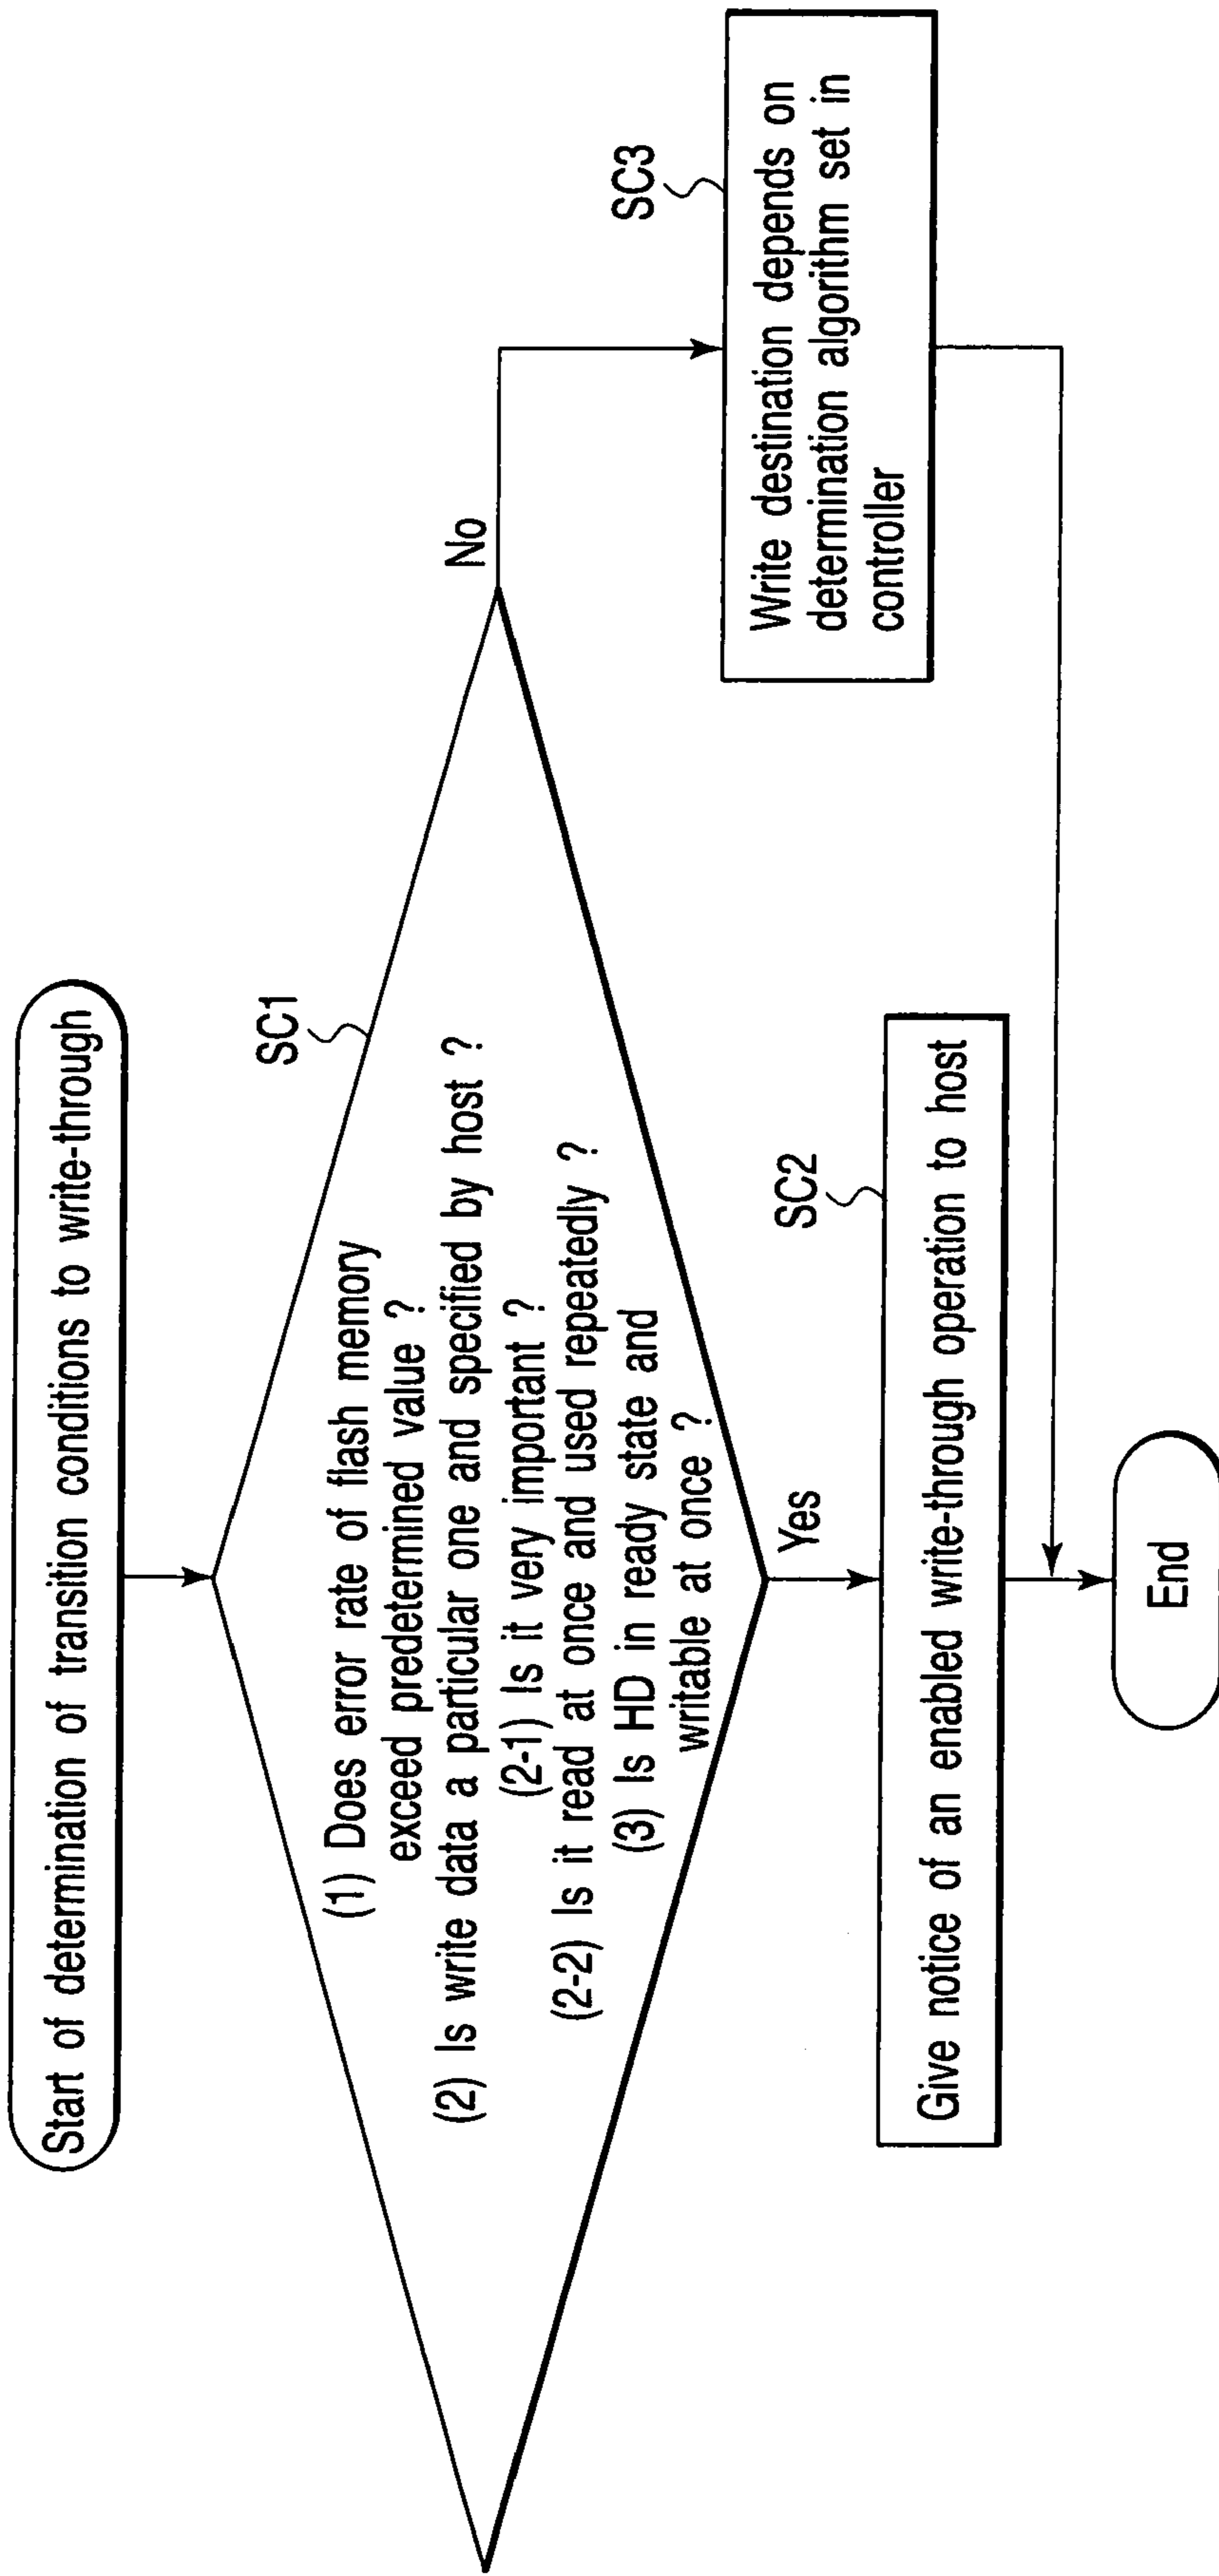 Start of determination of transition conditions to write-through
SC1
(1) Does error rate of flash memory
exceed predetermined value ?
(2) Is write data a particular one and specified by host ?
(2-1) Is it very important ?
(2-2) Is it read at once and used repeatedly ?
(3) Is HD in ready state and
writable at once ?
No
Yes
SC3
Write destination depends on
determination algorithm set in
controller
SC2
Give notice of an enabled write-through operation to host
End